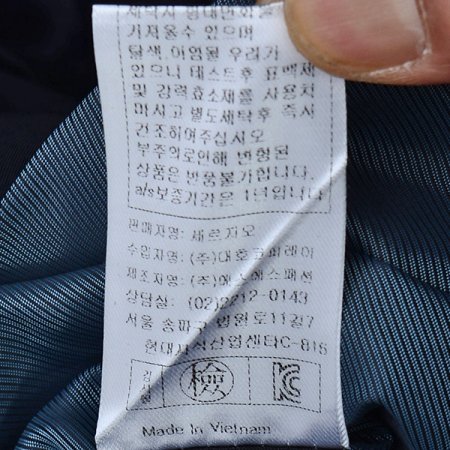 거져올수 있으며
탈색 이염될 우려가
있으니 테스트후 표백제
및 강력효소제를 사용치
마시고 별도세탁후 즉시
건조하여주십시오
부주의로인해 변형된
상품은 반품불가합니다.
a/s보증기간은 1년입니다
판매자명: 세르지오
수입자명: (주)대호코퍼레이
제조자명: (주)에스패션
상담실: (02)2212-0143
서울 송파구 법원로11길7
현대지식산업센타C-815
檢
KC
Made In Vietnam